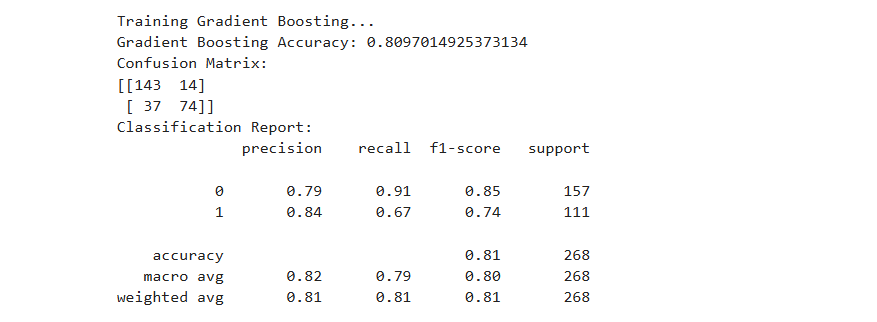 Training Gradient Boosting...
Gradient Boosting Accuracy: 0.8097014925373134
Confusion Matrix:
[[143  14]
 [ 37  74]]
Classification Report:
              precision    recall  f1-score   support

           0       0.79      0.91      0.85       157
           1       0.84      0.67      0.74       111

    accuracy                           0.81       268
   macro avg       0.82      0.79      0.80       268
weighted avg       0.81      0.81      0.81       268